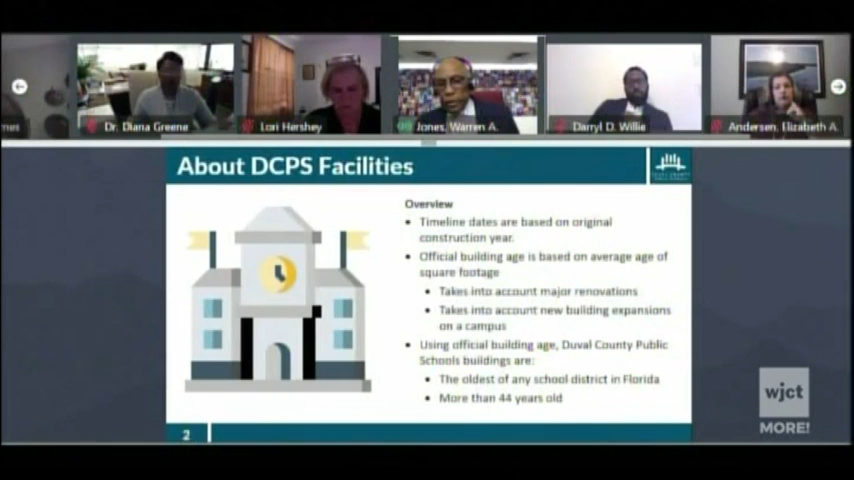 Dr. Diana Greene
Lori Hershey
Jones, Warren A.
Darryl D. Willie
Andersen, Elizabeth A.
About DCPS Facilities
Overview
• Timeline dates are based on original
construction year.
• Official building age is based on average age of
square footage
• Takes into account major renovations
• Takes into account new building expansions
on a campus
• Using official building age, Duval County Public
Schools buildings are:
• The oldest of any school district in Florida
• More than 44 years old
2
wjct
MORE!